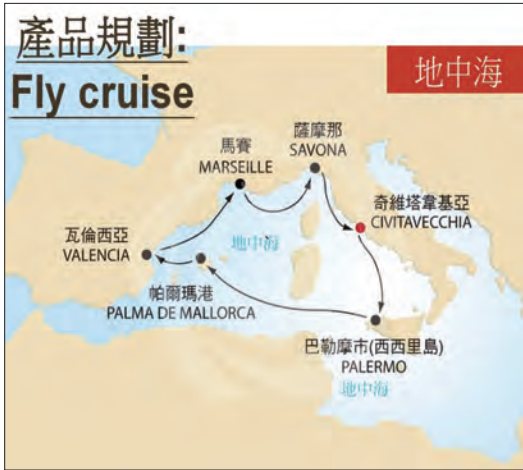 產品規劃:
Fly cruise
地中海
薩摩那
SAVONA
馬賽
MARSEILLE
奇維塔韋基亞
CIVITAVECCHIA
瓦倫西亞
VALENCIA
地中海
帕爾瑪港
PALMA DE MALLORCA
巴勒摩市(西西里島)
PALERMO
地中海